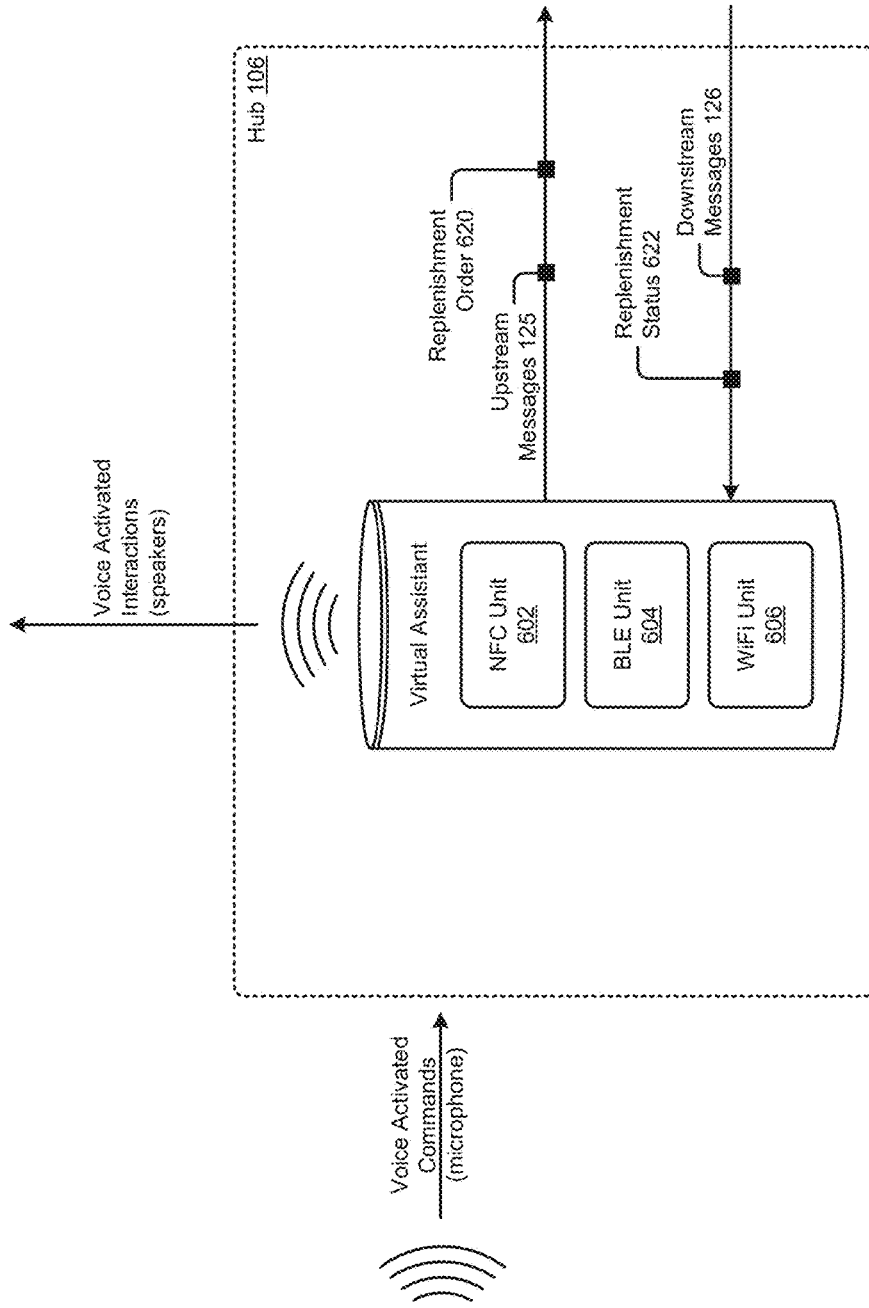 Voice Activated
Interactions
(speakers)
Hub 106
Voice Activated
Commands
(microphone)
Virtual Assistant
NFC Unit
602
BLE Unit
604
WiFi Unit
606
Replenishment
Order 620
Upstream
Messages 125
Replenishment
Status 622
Downstream
Messages 126